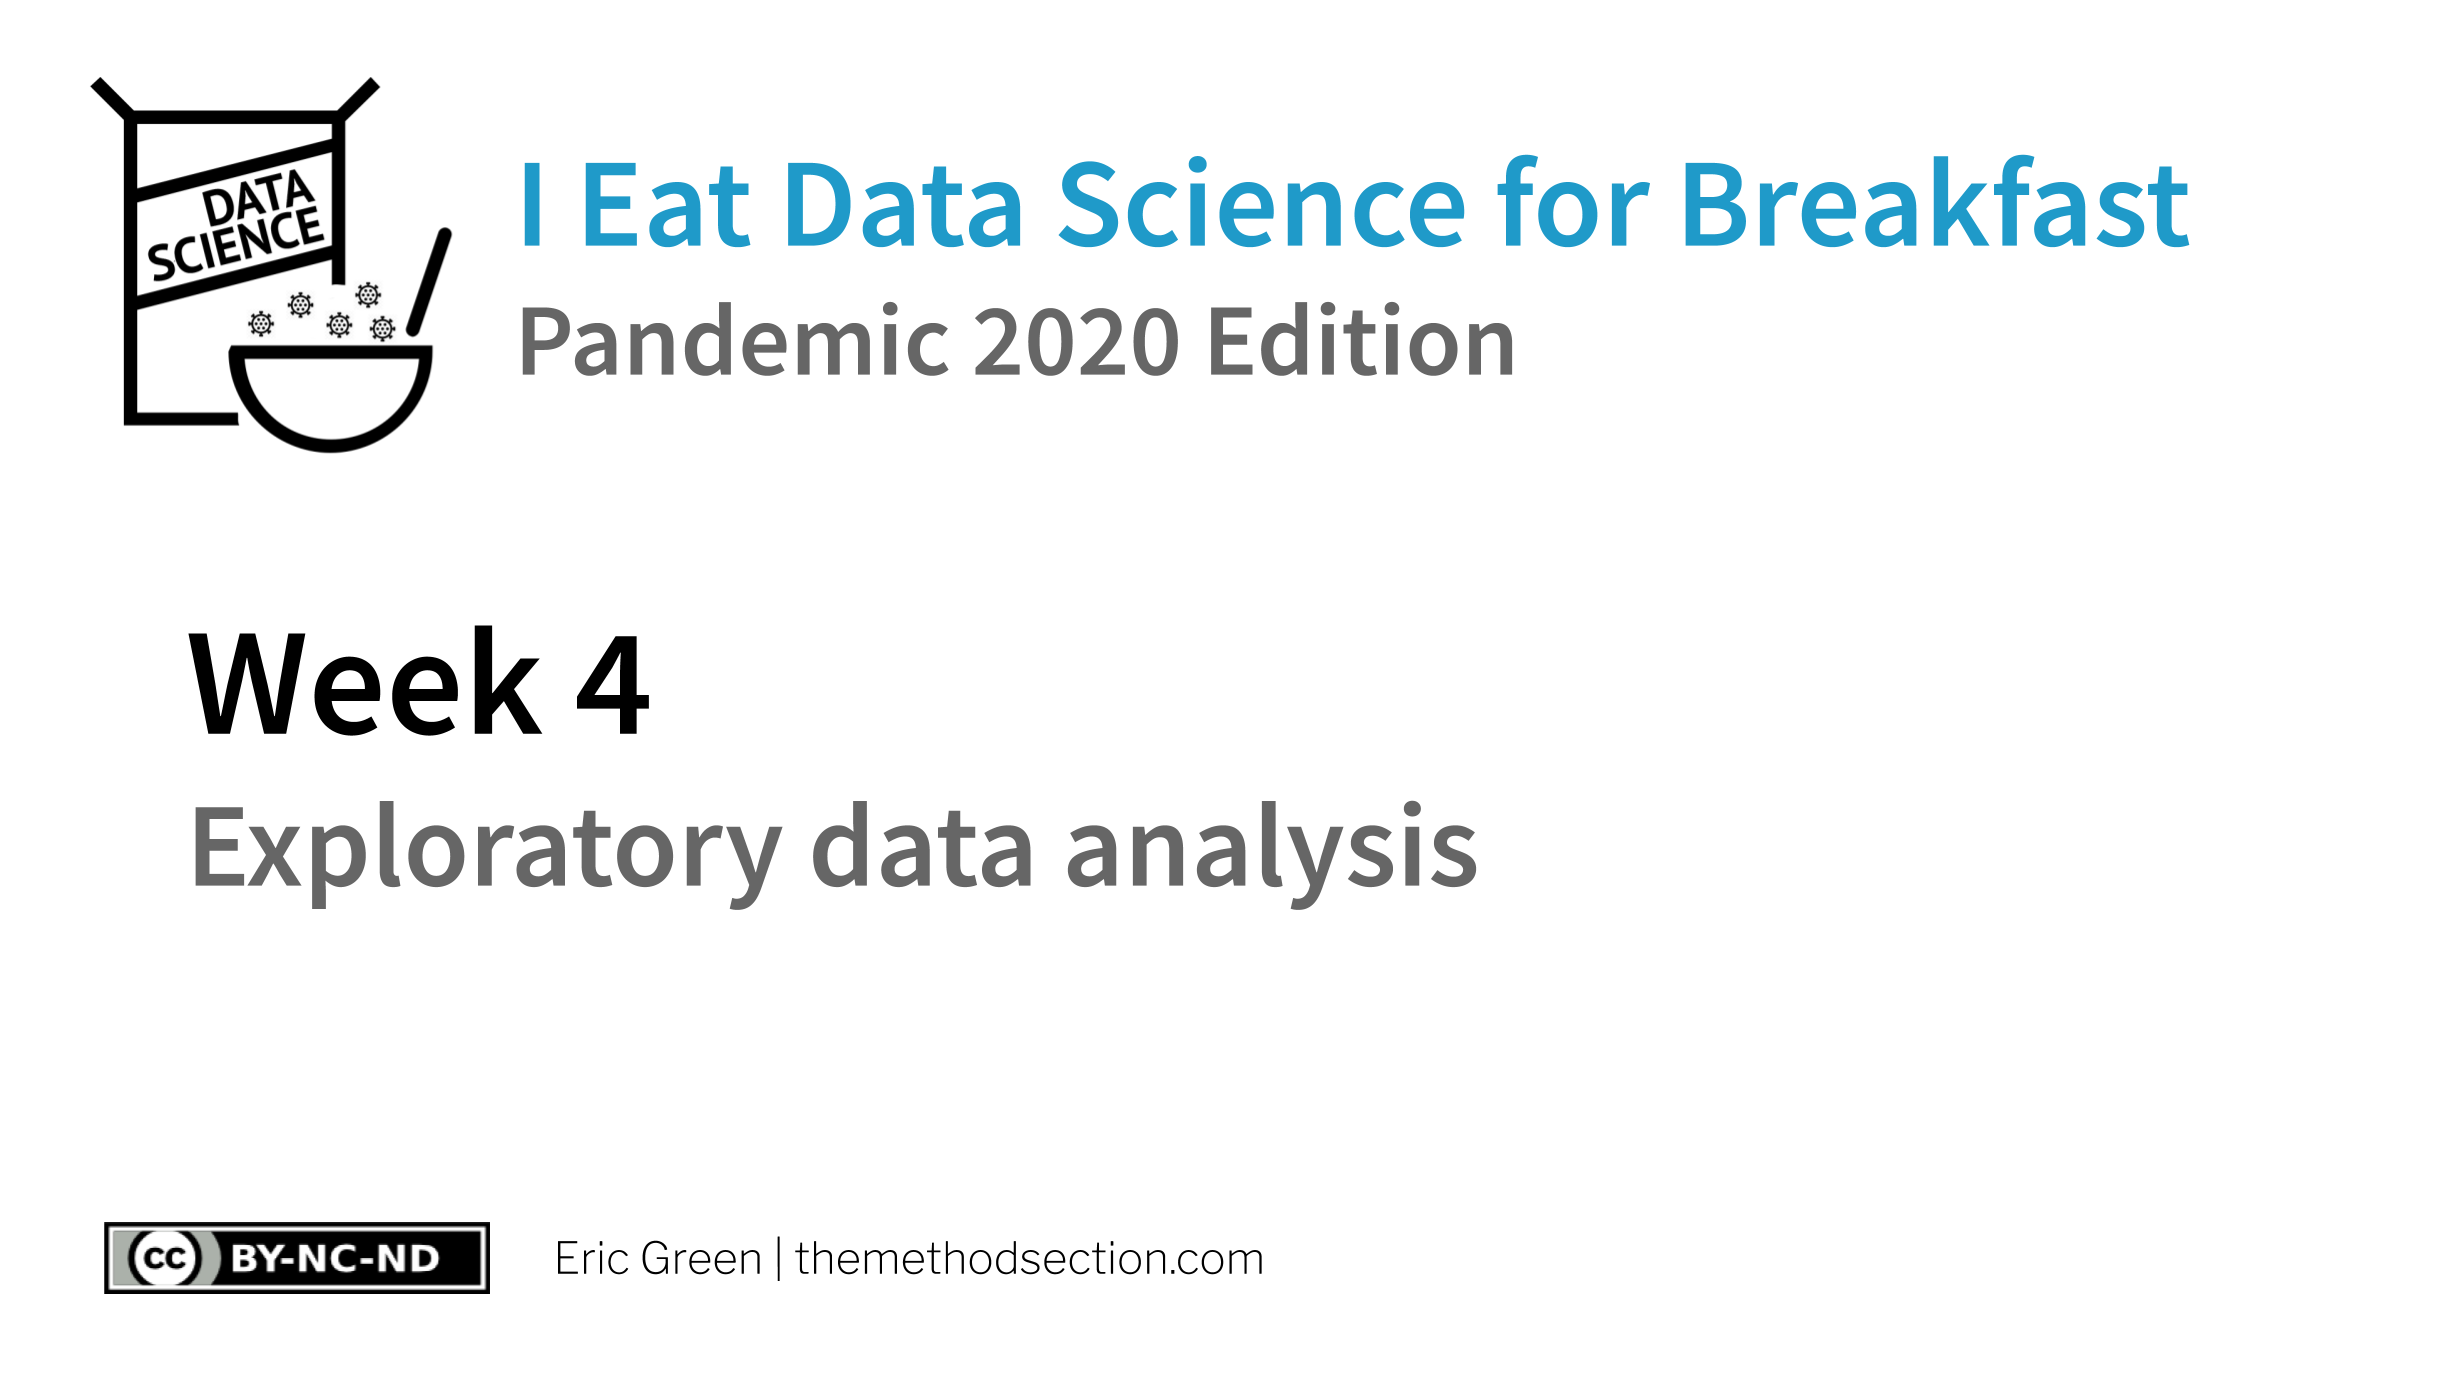 DATA
SCIENCE
I Eat Data Science for Breakfast
Pandemic 2020 Edition
Week 4
Exploratory data analysis
cc BY-NC-ND
Eric Green | themethodsection.com